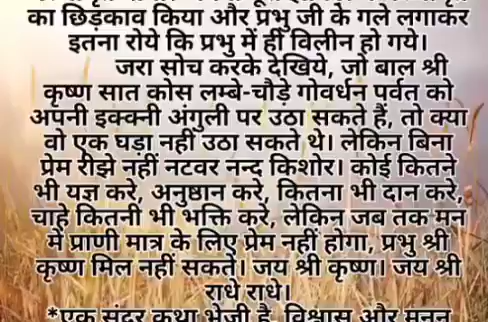 का छिड़काव किया और प्रभु जी के गले लगाकर
इतना रोये कि प्रभु में ही विलीन हो गये।
जरा सोच करके देखिये, जो बाल श्री
कृष्ण सात कोस लम्बे-चौड़े गोवर्धन पर्वत को
अपनी इक्क्नी अंगुली पर उठा सकते हैं, तो क्या
वो एक घड़ा नहीं उठा सकते थे। लेकिन बिना
प्रेम रीझे नहीं नटवर नन्द किशोर। कोई कितने
भी यज्ञ करे, अनुष्ठान करे, कितना भी दान करे,
चाहे कितनी भी भक्ति करे, लेकिन जब तक मन
में प्राणी मात्र के लिए प्रेम नहीं होगा, प्रभु श्री
कृष्ण मिल नहीं सकते। जय श्री कृष्ण। जय श्री
राधे राधे।
*एक सुंदर कथा भेजी है, विश्वास और मनन